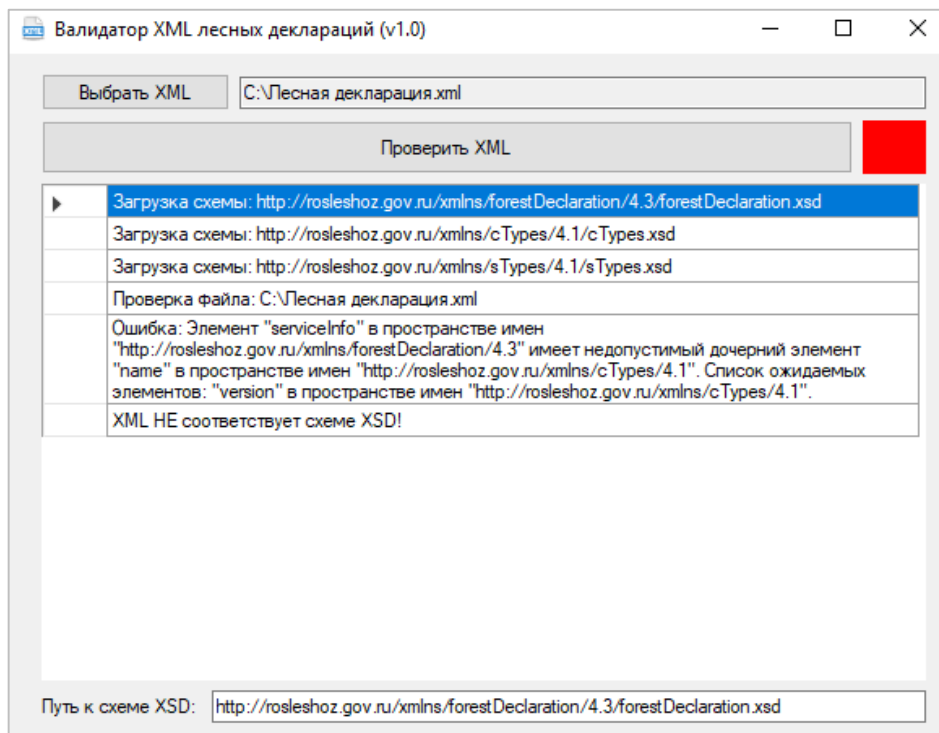 Валидатор XML лесных деклараций (v1.0)
Выбрать XML C:\Лесная декларация.xml
Проверить XML
Загрузка схемы: http://rosleshoz.gov.ru/xmlns/forestDeclaration/4.3/forestDeclaration.xsd
Загрузка схемы: http://rosleshoz.gov.ru/xmlns/cTypes/4.1/cTypes.xsd
Загрузка схемы: http://rosleshoz.gov.ru/xmlns/sTypes/4.1/sTypes.xsd
Проверка файла: C:\Лесная декларация.xml
Ошибка: Элемент "serviceInfo" в пространстве имен
"http://rosleshoz.gov.ru/xmlns/forestDeclaration/4.3" имеет недопустимый дочерний элемент
"name" в пространстве имен "http://rosleshoz.gov.ru/xmlns/cTypes/4.1". Список ожидаемых
элементов: "version" в пространстве имен "http://rosleshoz.gov.ru/xmlns/cTypes/4.1".
XML НЕ соответствует схеме XSD!
Путь к схеме XSD: http://rosleshoz.gov.ru/xmlns/forestDeclaration/4.3/forestDeclaration.xsd